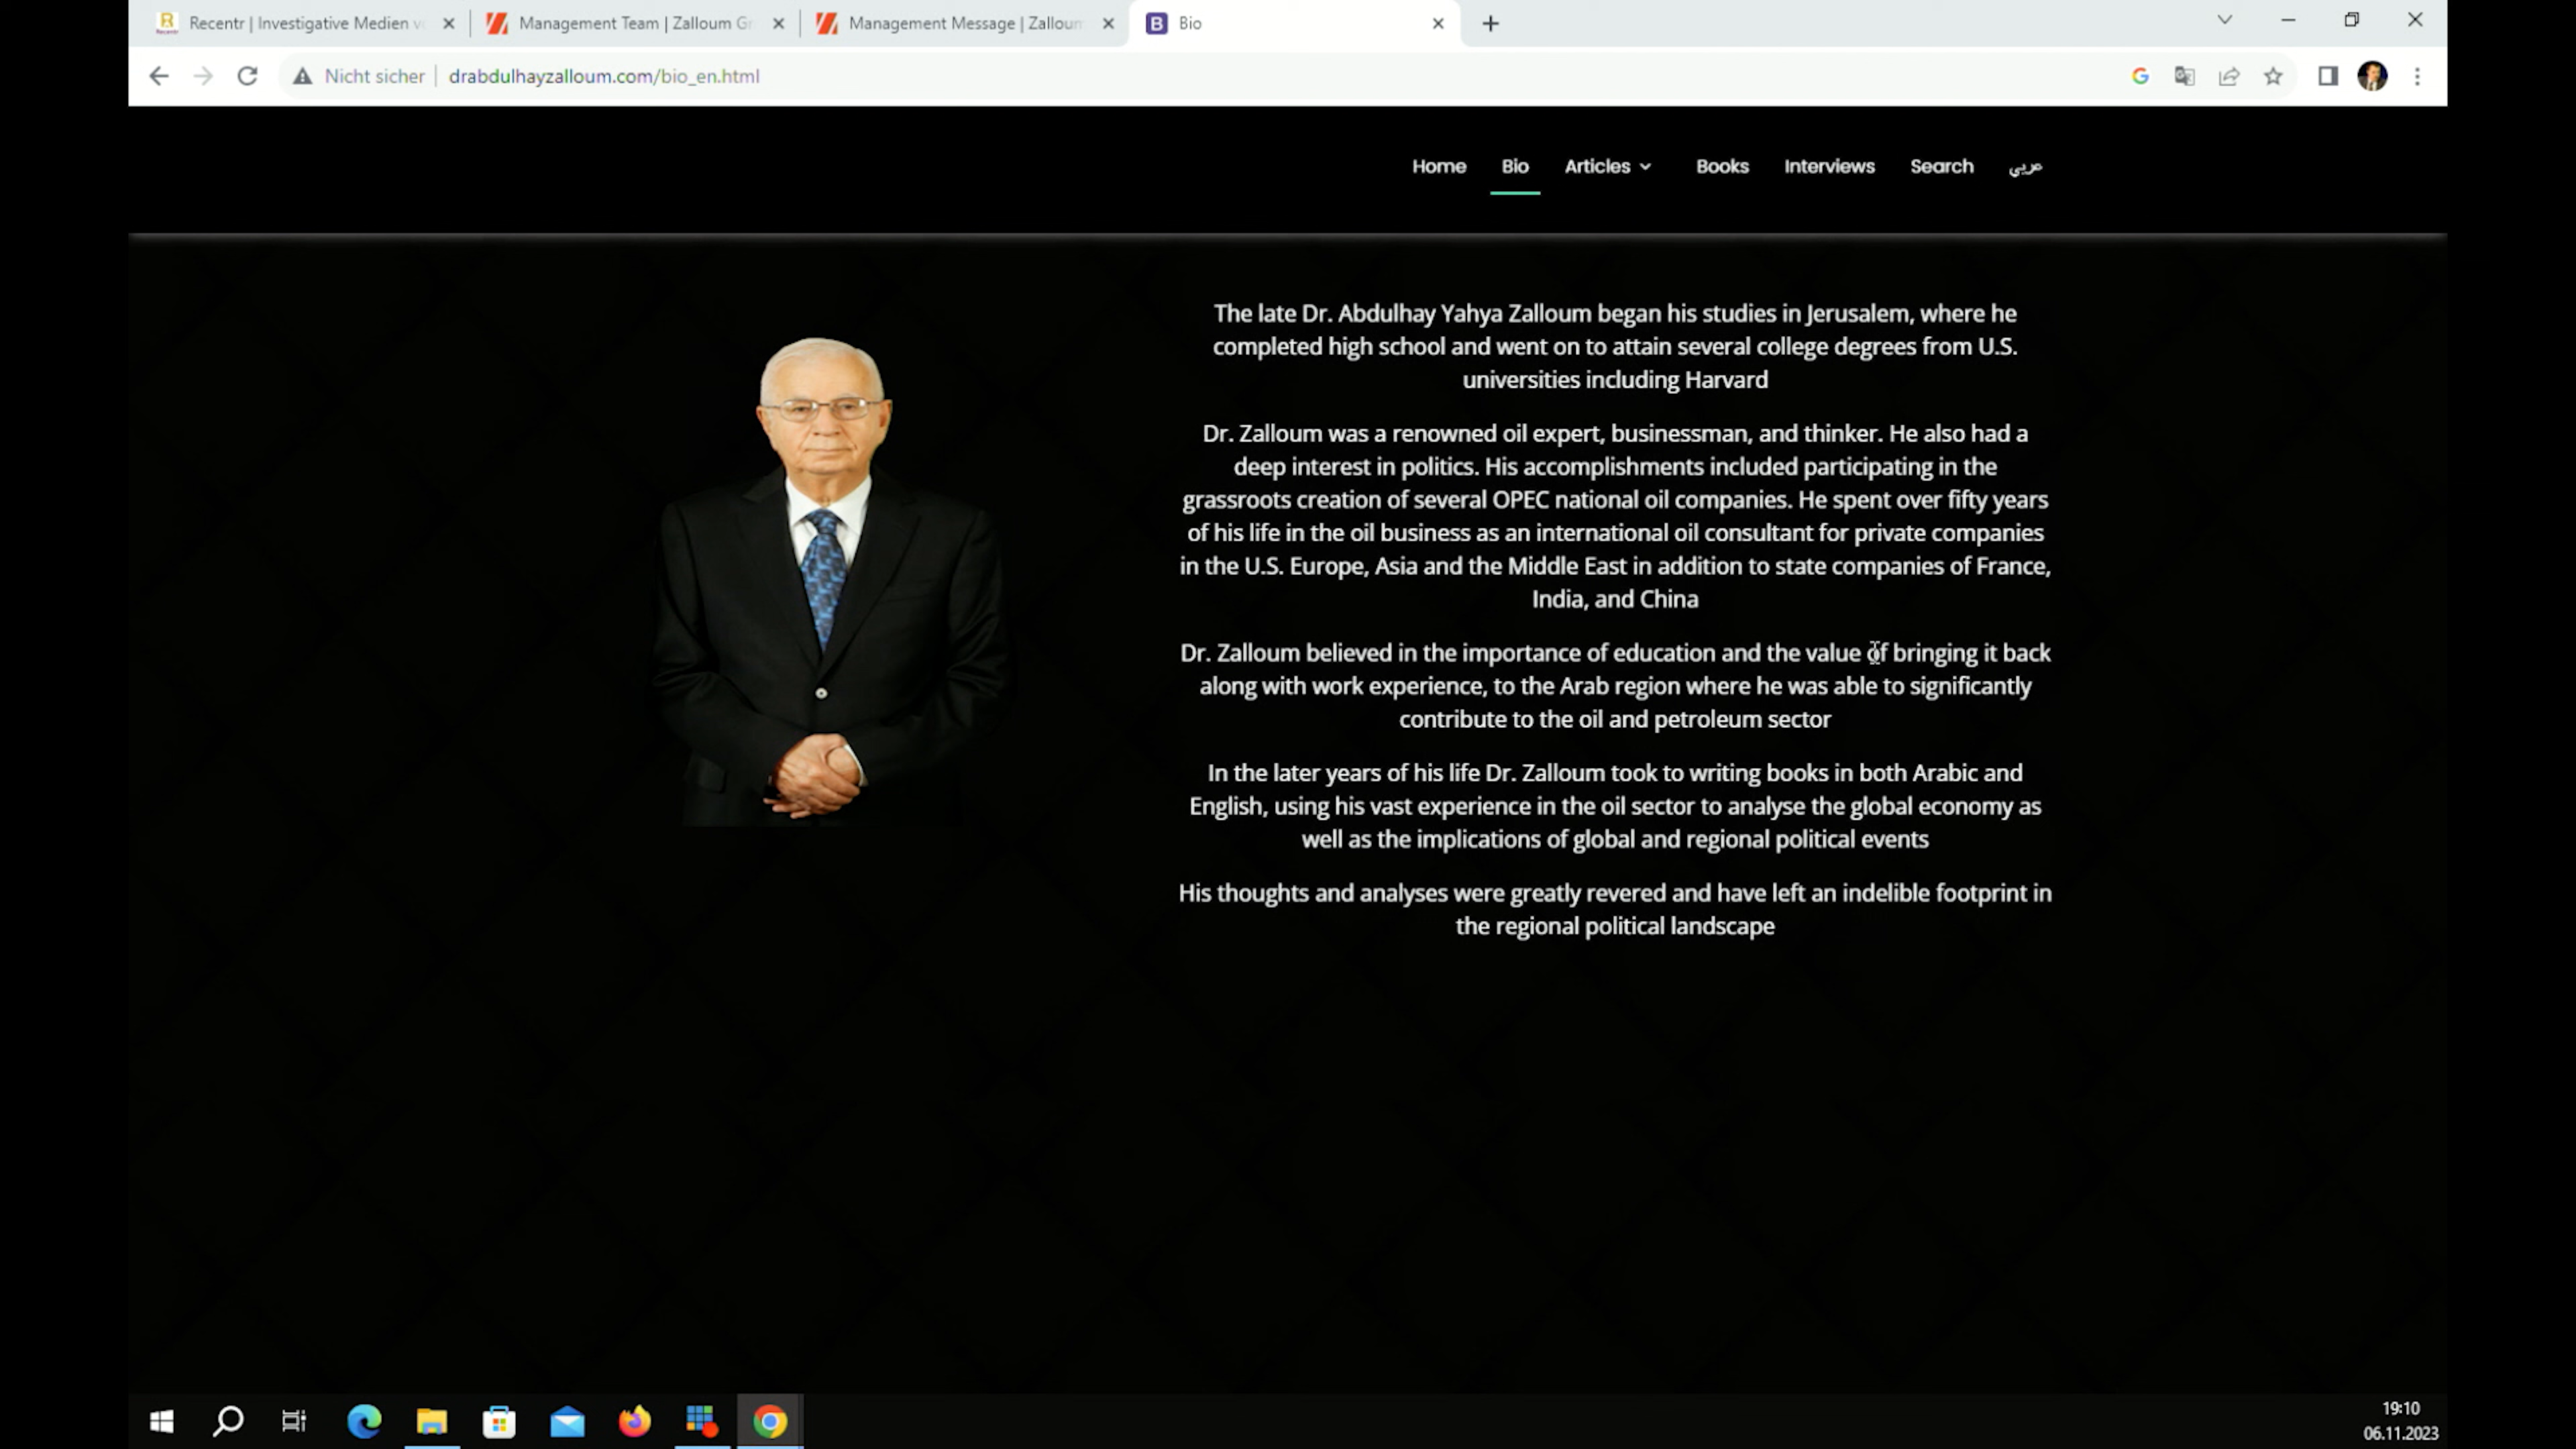 Recentr | Investigative Medien v
Management Team | Zalloum Gr
Management Message | Zalloum
Bio
Nicht sicher
drabdulhayzalloum.com/bio_en.html
Home Bio Articles Books Interviews Search عربي
The late Dr. Abdulhay Yahya Zalloum began his studies in Jerusalem, where he
completed high school and went on to attain several college degrees from U.S.
universities including Harvard
Dr. Zalloum was a renowned oil expert, businessman, and thinker. He also had a
deep interest in politics. His accomplishments included participating in the
grassroots creation of several OPEC national oil companies. He spent over fifty years
of his life in the oil business as an international oil consultant for private companies
in the U.S. Europe, Asia and the Middle East in addition to state companies of France,
India, and China
Dr. Zalloum believed in the importance of education and the value of bringing it back
along with work experience, to the Arab region where he was able to significantly
contribute to the oil and petroleum sector
In the later years of his life Dr. Zalloum took to writing books in both Arabic and
English, using his vast experience in the oil sector to analyse the global economy as
well as the implications of global and regional political events
His thoughts and analyses were greatly revered and have left an indelible footprint in
the regional political landscape
19:10
06.11.2023